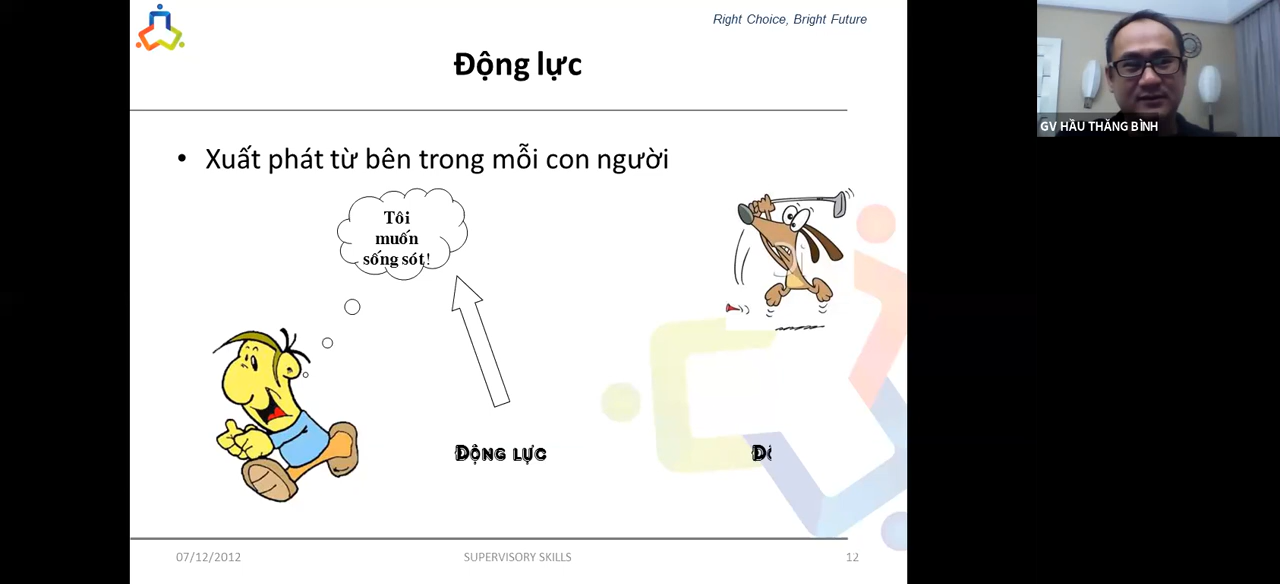 Right Choice, Bright Future
Động lực
GV HẦU THĂNG BÌNH
• Xuất phát từ bên trong mỗi con người
Tôi
muốn
sống sót!
ĐỘNG LỰC
07/12/2012
SUPERVISORY SKILLS
12